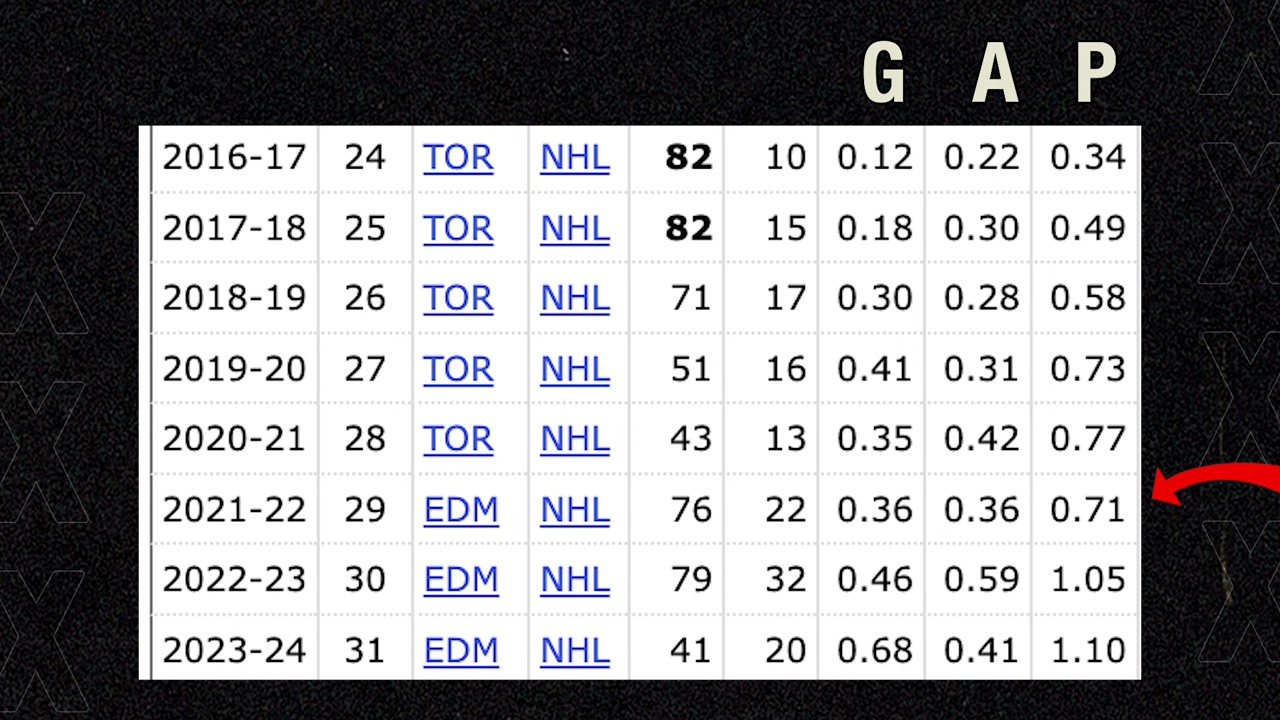 G A P
2016-17 24 TOR NHL 82 10 0.12 0.22 0.34
2017-18 25 TOR NHL 82 15 0.18 0.30 0.49
2018-19 26 TOR NHL 71 17 0.30 0.28 0.58
2019-20 27 TOR NHL 51 16 0.41 0.31 0.73
2020-21 28 TOR NHL 43 13 0.35 0.42 0.77
2021-22 29 EDM NHL 76 22 0.36 0.36 0.71
2022-23 30 EDM NHL 79 32 0.46 0.59 1.05
2023-24 31 EDM NHL 41 20 0.68 0.41 1.10